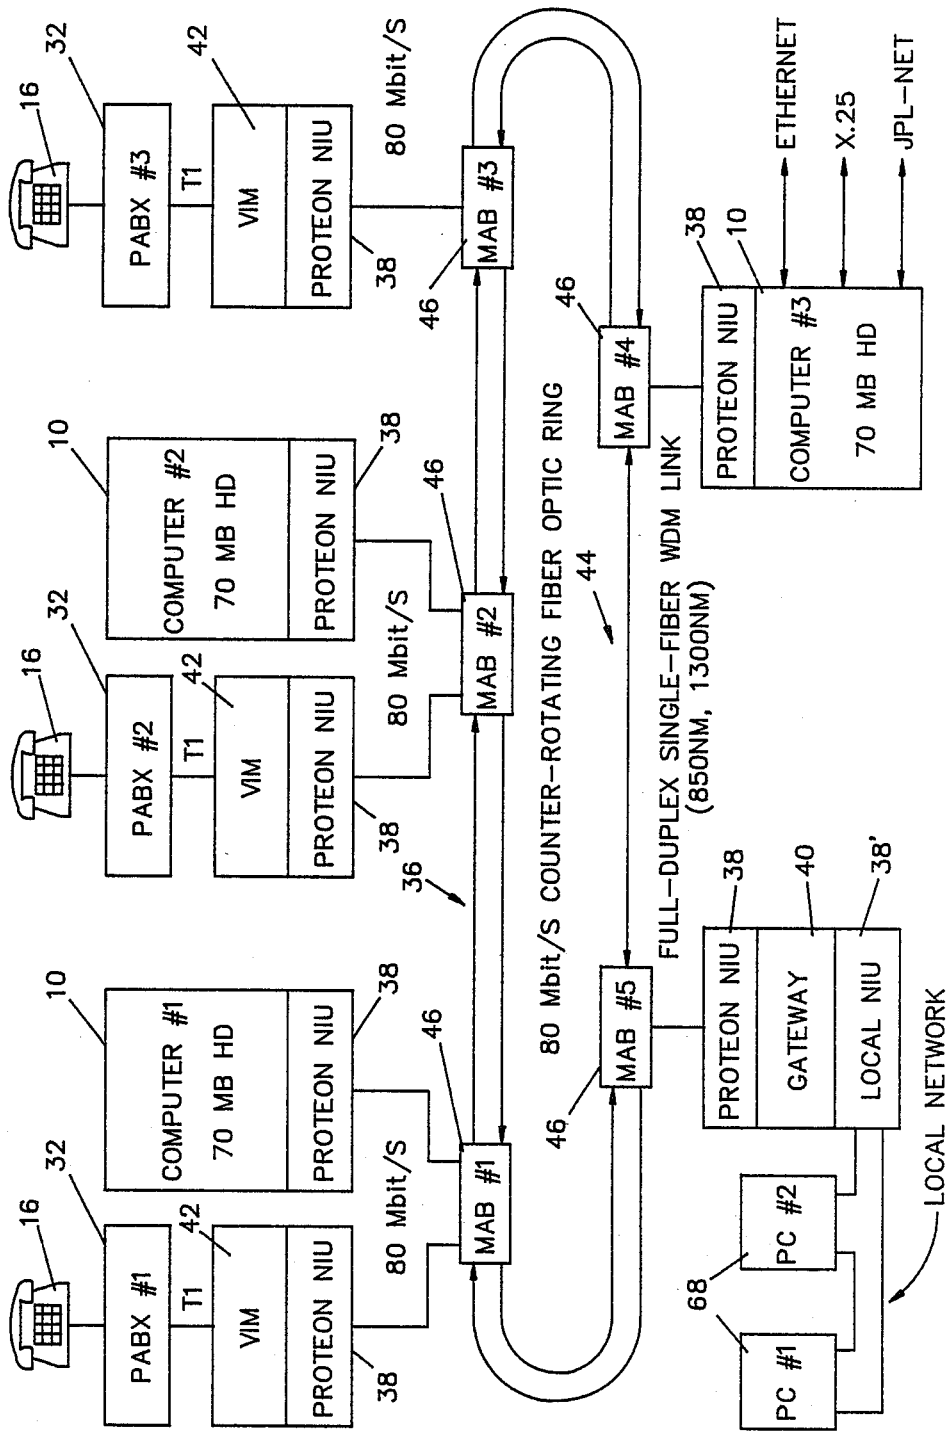 16
32
PABX #1
T1
42
VIM
PROTEON NIU
38
10
COMPUTER #1
70 MB HD
PROTEON NIU
38
80 Mbit/S
46
MAB #1
16
32
PABX #2
T1
42
VIM
PROTEON NIU
38
10
COMPUTER #2
70 MB HD
PROTEON NIU
38
80 Mbit/S
46
MAB #2
36
16
32
PABX #3
T1
42
VIM
PROTEON NIU
38
80 Mbit/S
46
MAB #3
80 Mbit/S COUNTER-ROTATING FIBER OPTIC RING
44
46
MAB #5
46
MAB #4
FULL-DUPLEX SINGLE-FIBER WDM LINK
(850NM, 1300NM)
68
PC #1
PC #2
PROTEON NIU
38
GATEWAY
40
LOCAL NIU
38'
LOCAL NETWORK
PROTEON NIU
38
10
COMPUTER #3
70 MB HD
ETHERNET
X.25
JPL-NET